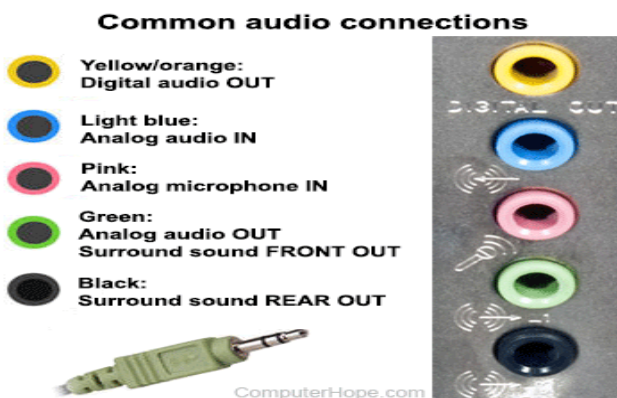 Common audio connections
Yellow/orange:
Digital audio OUT
Light blue:
Analog audio IN
Pink:
Analog microphone IN
Green:
Analog audio OUT
Surround sound FRONT OUT
Black:
Surround sound REAR OUT
DIGITAL OUT
ComputerHope.com